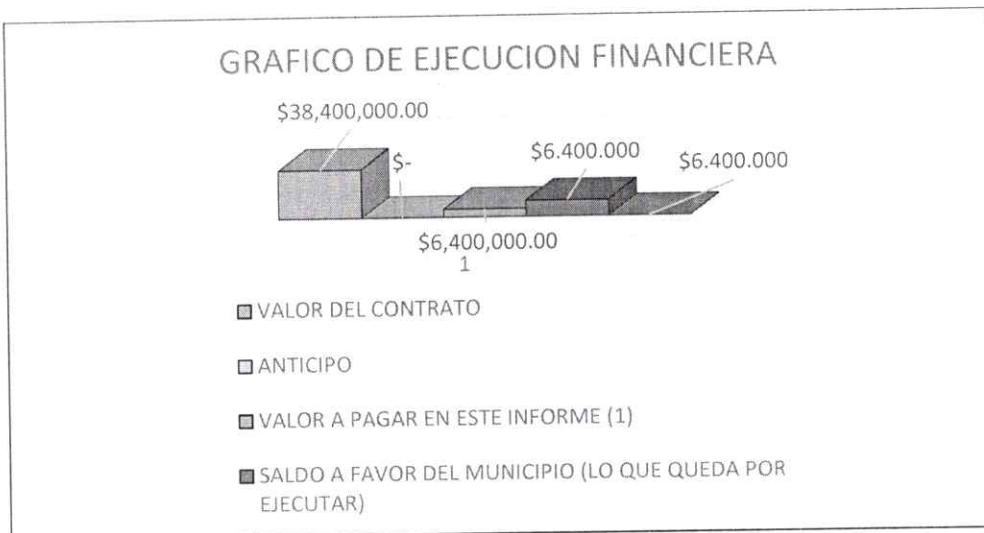 GRAFICO DE EJECUCION FINANCIERA
$38,400,000.00
$-
$6.400.000
$6.400.000
$6,400,000.00
1
VALOR DEL CONTRATO
ANTICIPO
VALOR A PAGAR EN ESTE INFORME (1)
SALDO A FAVOR DEL MUNICIPIO (LO QUE QUEDA POR
EJECUTAR)